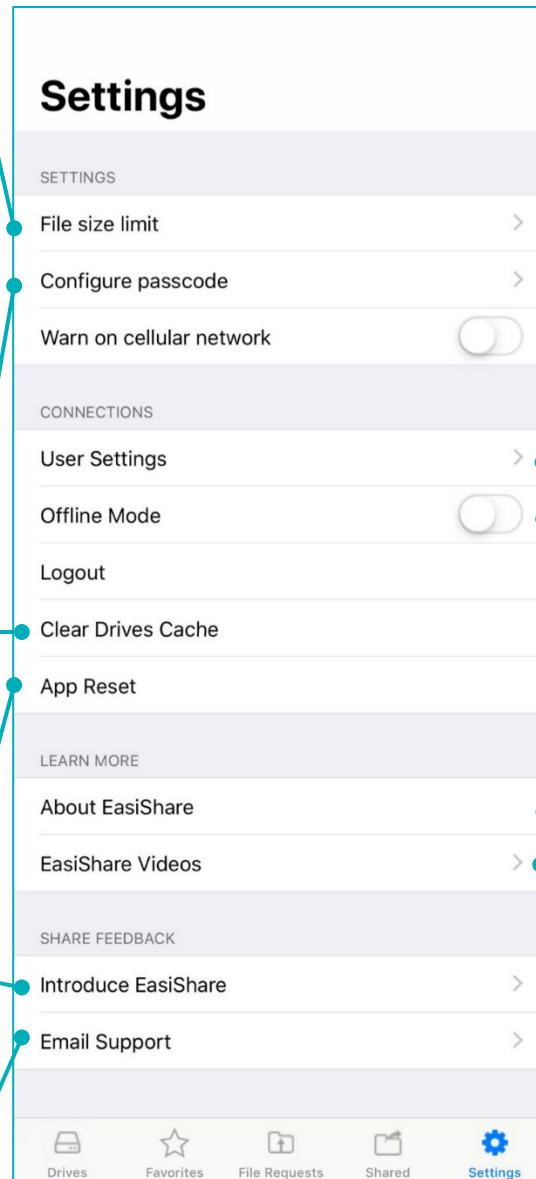 Settings
SETTINGS
File size limit
Configure passcode
Warn on cellular network
CONNECTIONS
User Settings
Offline Mode
Logout
Clear Drives Cache
App Reset
LEARN MORE
About EasiShare
EasiShare Videos
SHARE FEEDBACK
Introduce EasiShare
Email Support
Drives Favorites File Requests Shared Settings